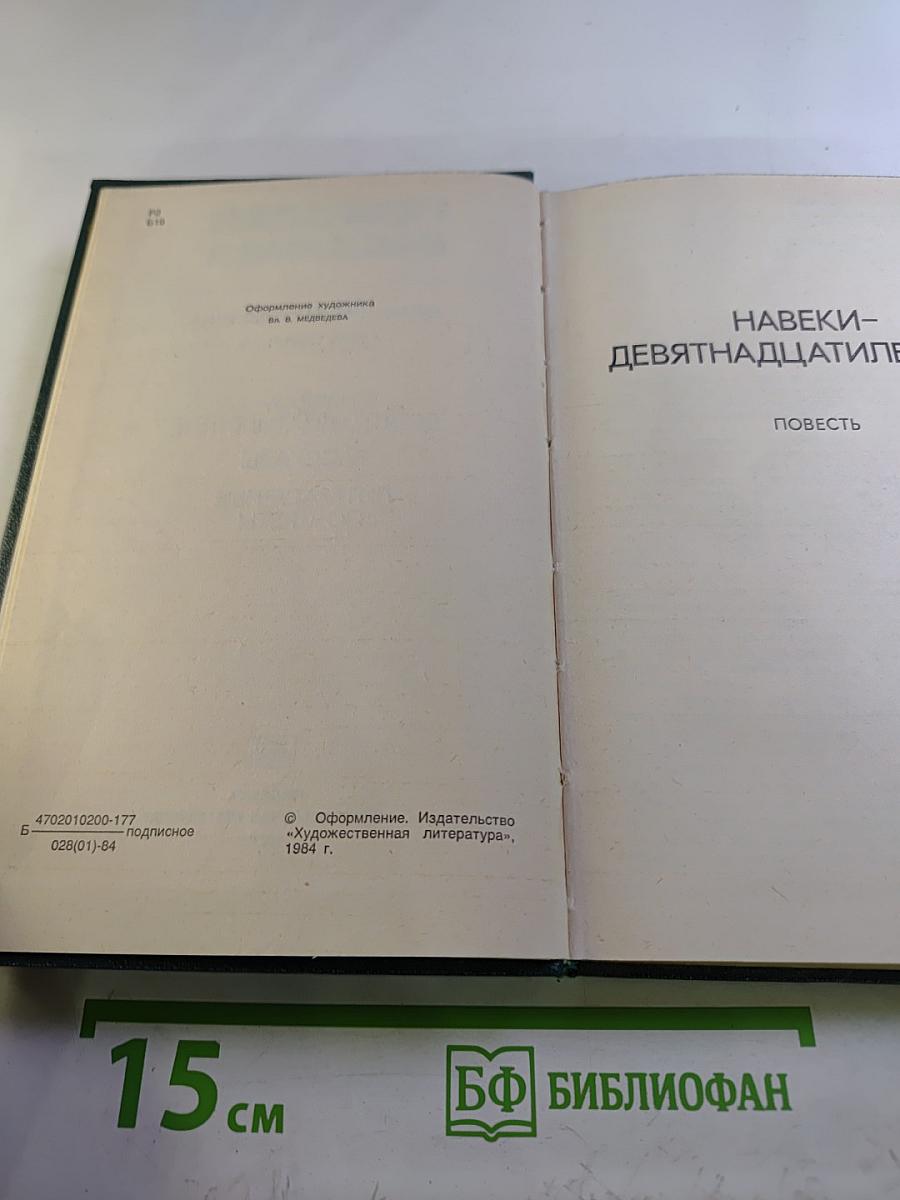 Р2
Б19
Оформление художника
Вл. В. МЕДВЕДЕВА
Б 4702010200-177 подписное
028(01)-84
© Оформление. Издательство
«Художественная литература»,
1984 г.
НАВЕКИ–
ДЕВЯТНАДЦАТИЛЕ
ПОВЕСТЬ
15 см
БФ БИБЛИОФАН